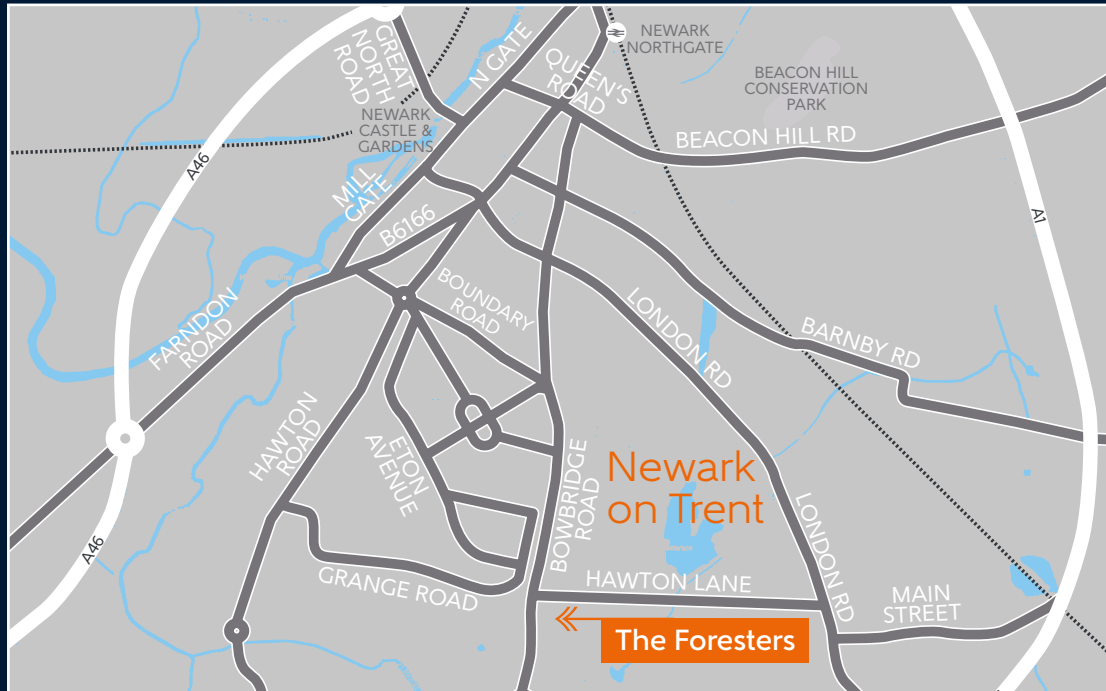 GREAT
NORTH
ROAD
N GATE
QUEEN'S
ROAD
NEWARK
NORTHGATE
BEACON HILL
CONSERVATION
PARK
NEWARK
CASTLE &
GARDENS
BEACON HILL RD
A46
MILL
GATE
B6166
A1
BOUNDARY
ROAD
LONDON RD
FARNDON
ROAD
BARNBY RD
HAWTON
ROAD
ETON
AVENUE
BOWBRIDGE
ROAD
Newark
on Trent
LONDON RD
A46
GRANGE ROAD
HAWTON LANE
MAIN
STREET
The Foresters